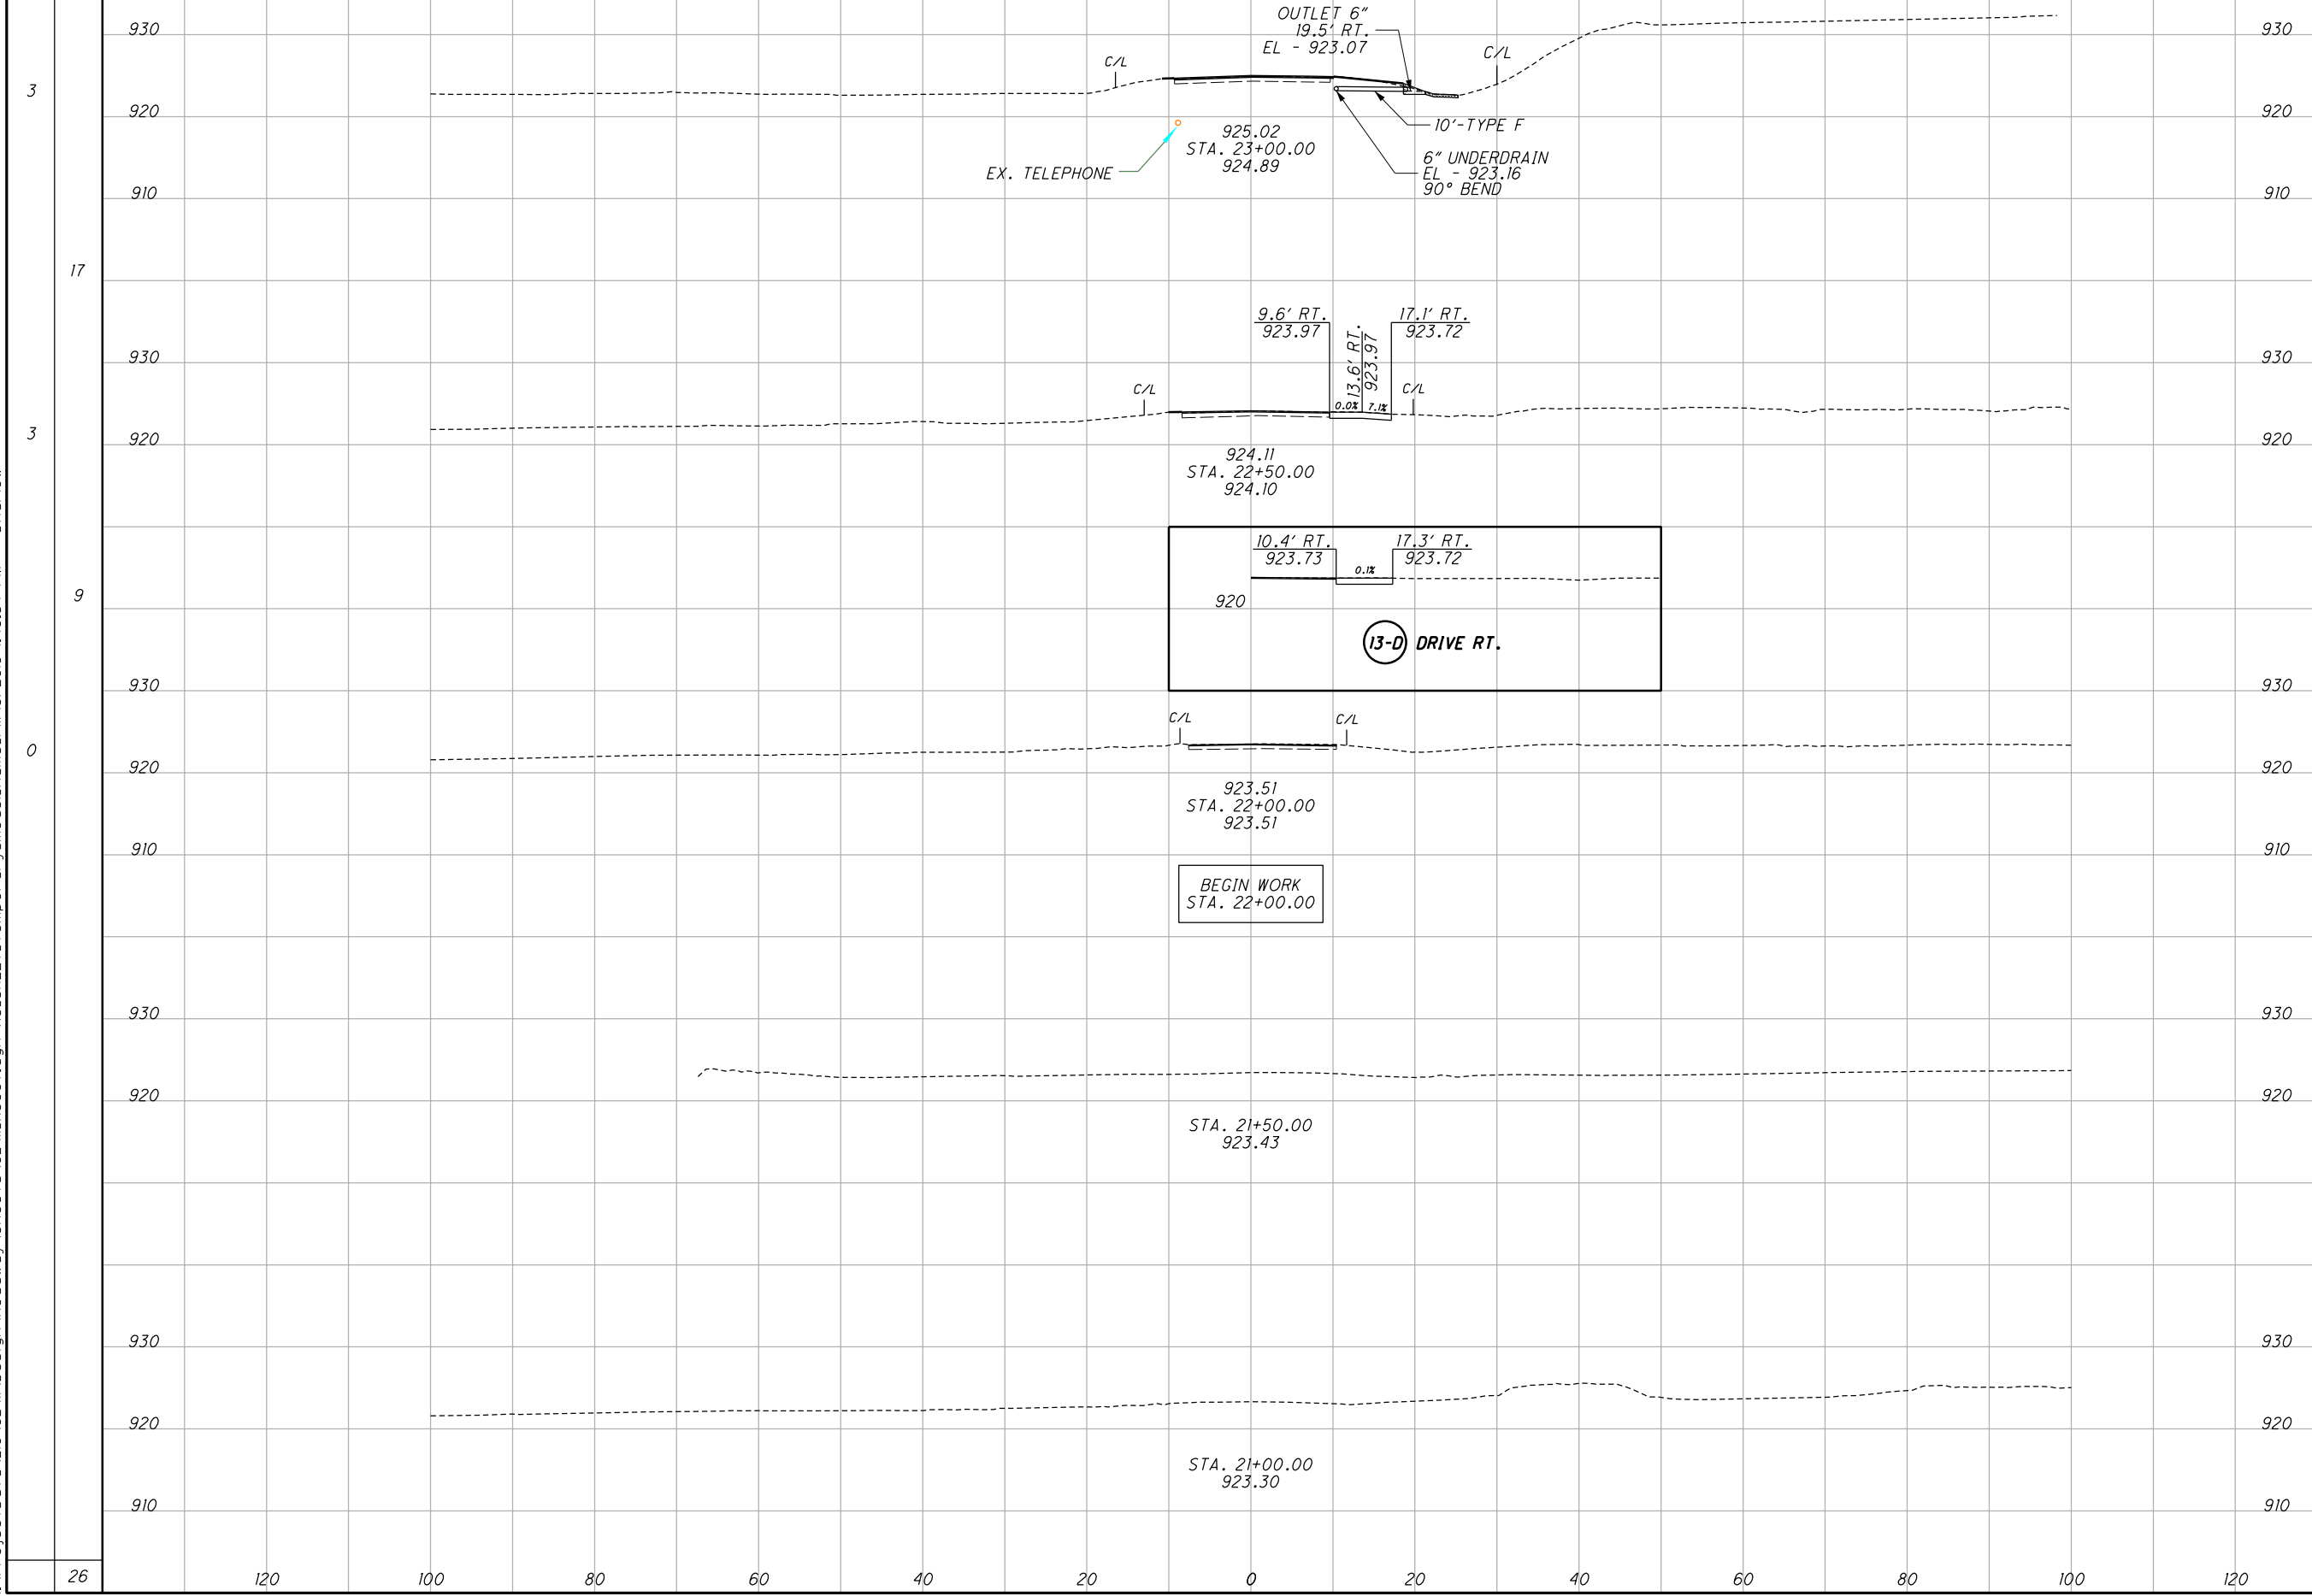 OUTLET 6"
19.5' RT.
EL - 923.07
930
930
C/L
C/L
3
920
920
10'-TYPE F
925.02
STA. 23+00.00
924.89
EX. TELEPHONE
6" UNDERDRAIN
EL - 923.16
90° BEND
910
910
17
9.6' RT.
923.97
13.6' RT.
923.97
17.1' RT.
923.72
930
930
C/L
C/L
0.0%
7.1%
3
920
920
924.11
STA. 22+50.00
924.10
10.4' RT.
923.73
17.3' RT.
923.72
0.1%
9
920
13-D DRIVE RT.
930
930
C/L
C/L
0
920
920
923.51
STA. 22+00.00
923.51
910
910
BEGIN WORK
STA. 22+00.00
930
930
920
920
STA. 21+50.00
923.43
930
930
920
920
STA. 21+00.00
923.30
910
910
26
120 100 80 60 40 20 0 20 40 60 80 100 120